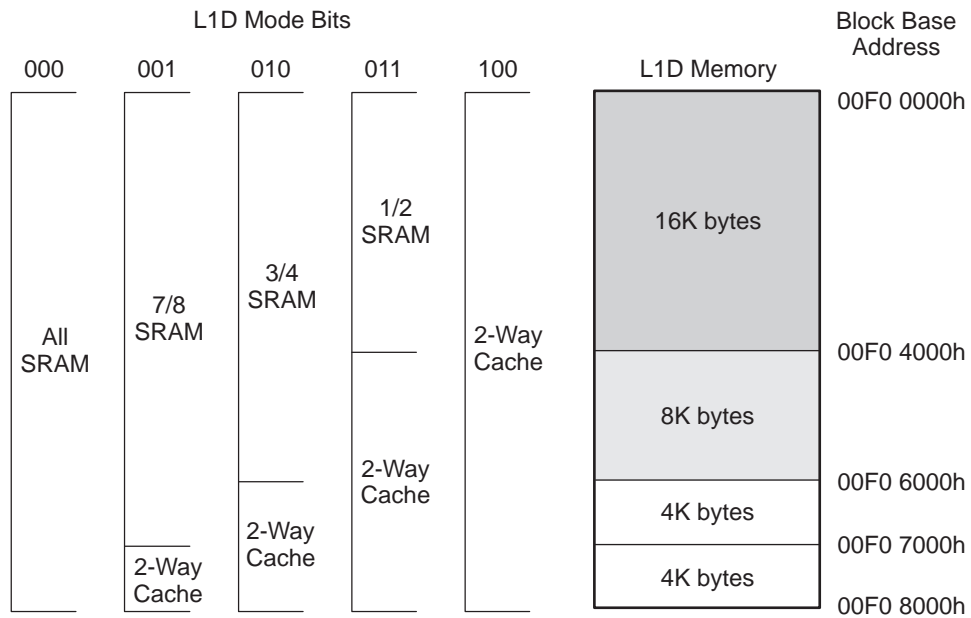 L1D Mode Bits
Block Base
Address
000 001 010 011 100 L1D Memory
00F0 0000h
1/2
SRAM
16K bytes
3/4
SRAM
7/8
SRAM
All
SRAM
2-Way
Cache
00F0 4000h
8K bytes
2-Way
Cache
00F0 6000h
4K bytes
2-Way
Cache
00F0 7000h
2-Way
Cache
4K bytes
00F0 8000h